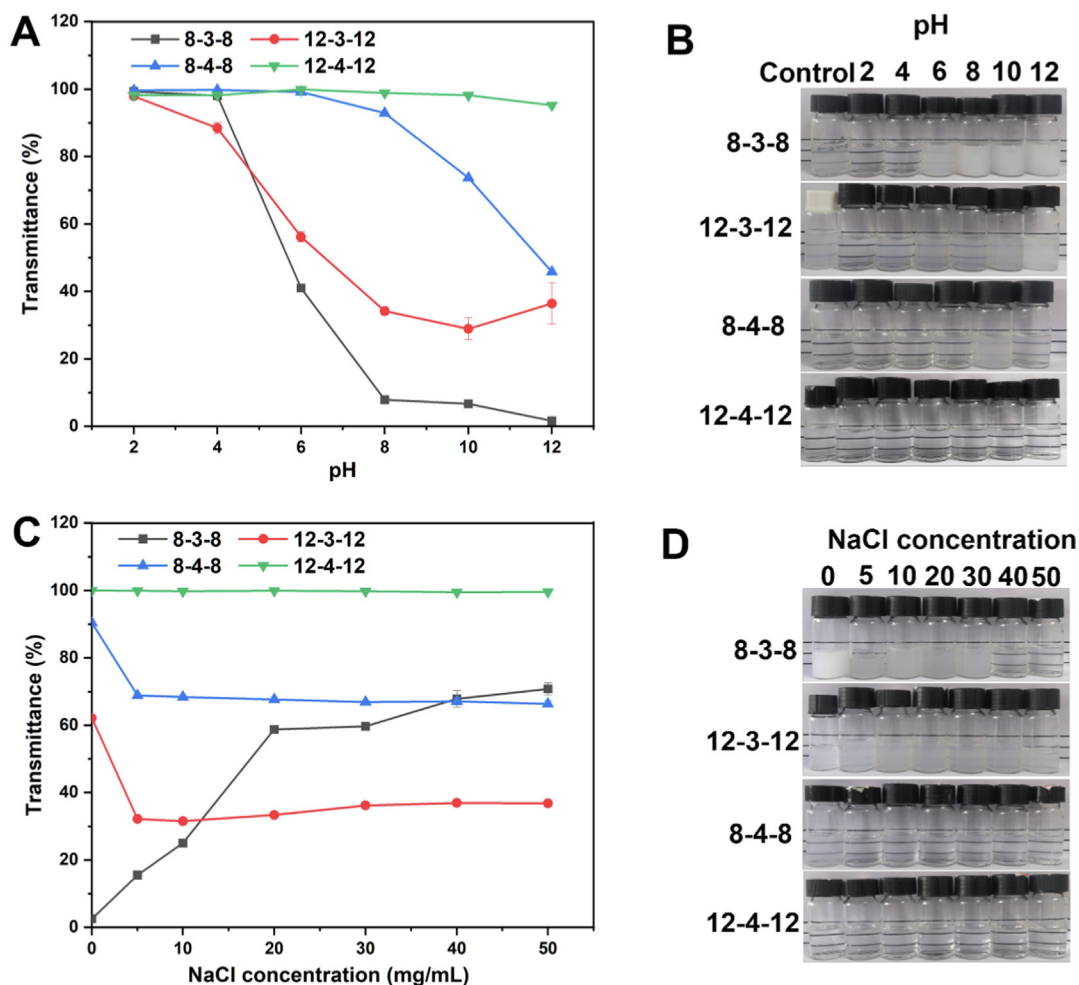 A
8-3-8 12-3-12
8-4-8 12-4-12
120
100
80
60
40
20
0
Transmittance (%)
2 4 6 8 10 12
pH
B
pH
Control 2 4 6 8 10 12
8-3-8
12-3-12
8-4-8
12-4-12
C
8-3-8 12-3-12
8-4-8 12-4-12
120
100
80
60
40
20
0
Transmittance (%)
0 10 20 30 40 50
NaCl concentration (mg/mL)
D
NaCl concentration
0 5 10 20 30 40 50
8-3-8
12-3-12
8-4-8
12-4-12